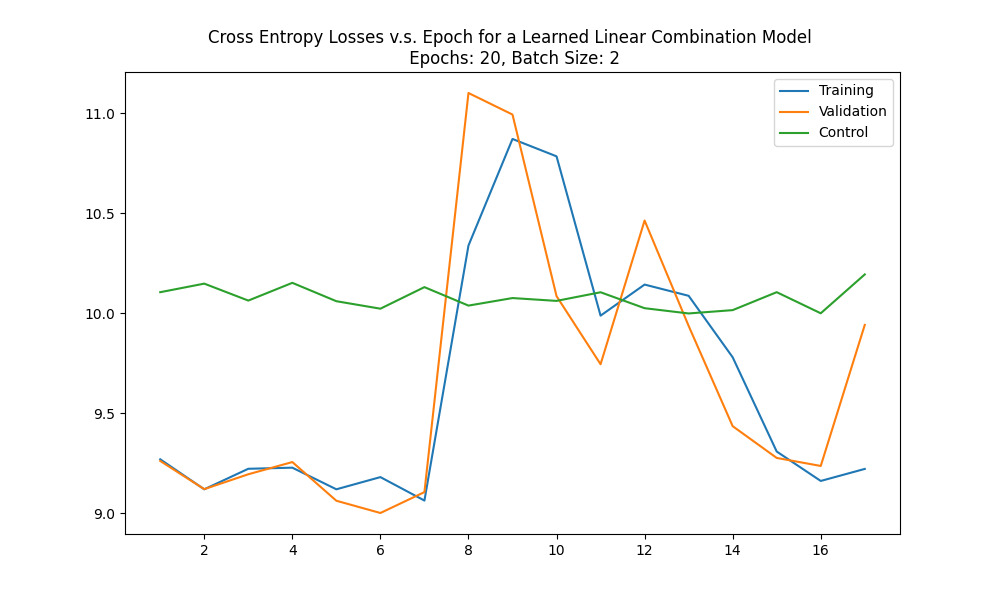 Cross Entropy Losses v.s. Epoch for a Learned Linear Combination Model
Epochs: 20, Batch Size: 2
Training
Validation
Control
11.0
10.5
10.0
9.5
9.0
2 4 6 8 10 12 14 16